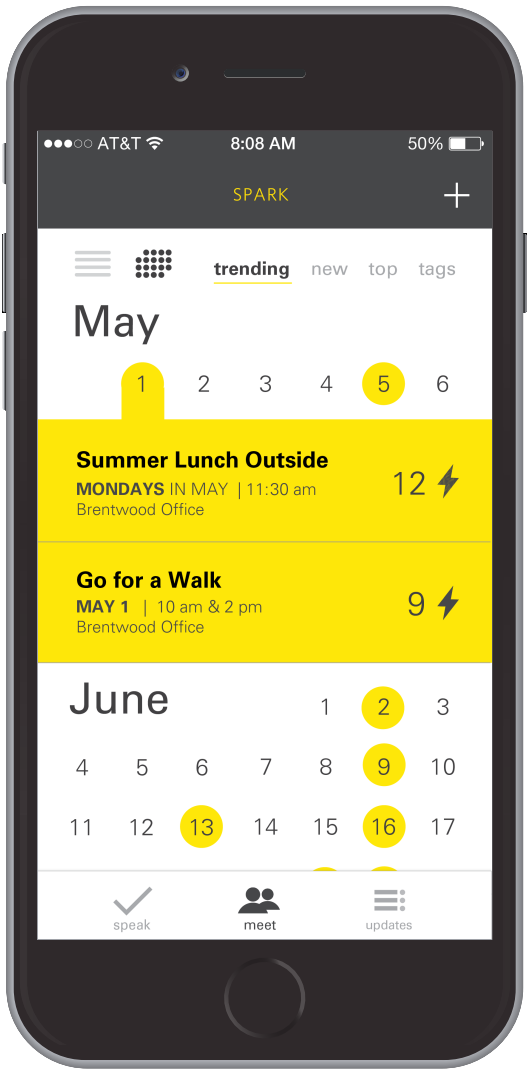 AT&T 8:08 AM 50%
SPARK
trending new top tags
May
1 2 3 4 5 6
Summer Lunch Outside
MONDAYS IN MAY | 11:30 am
Brentwood Office
12
Go for a Walk
MAY 1 | 10 am & 2 pm
Brentwood Office
9
June
1 2 3
4 5 6 7 8 9 10
11 12 13 14 15 16 17
speak meet updates